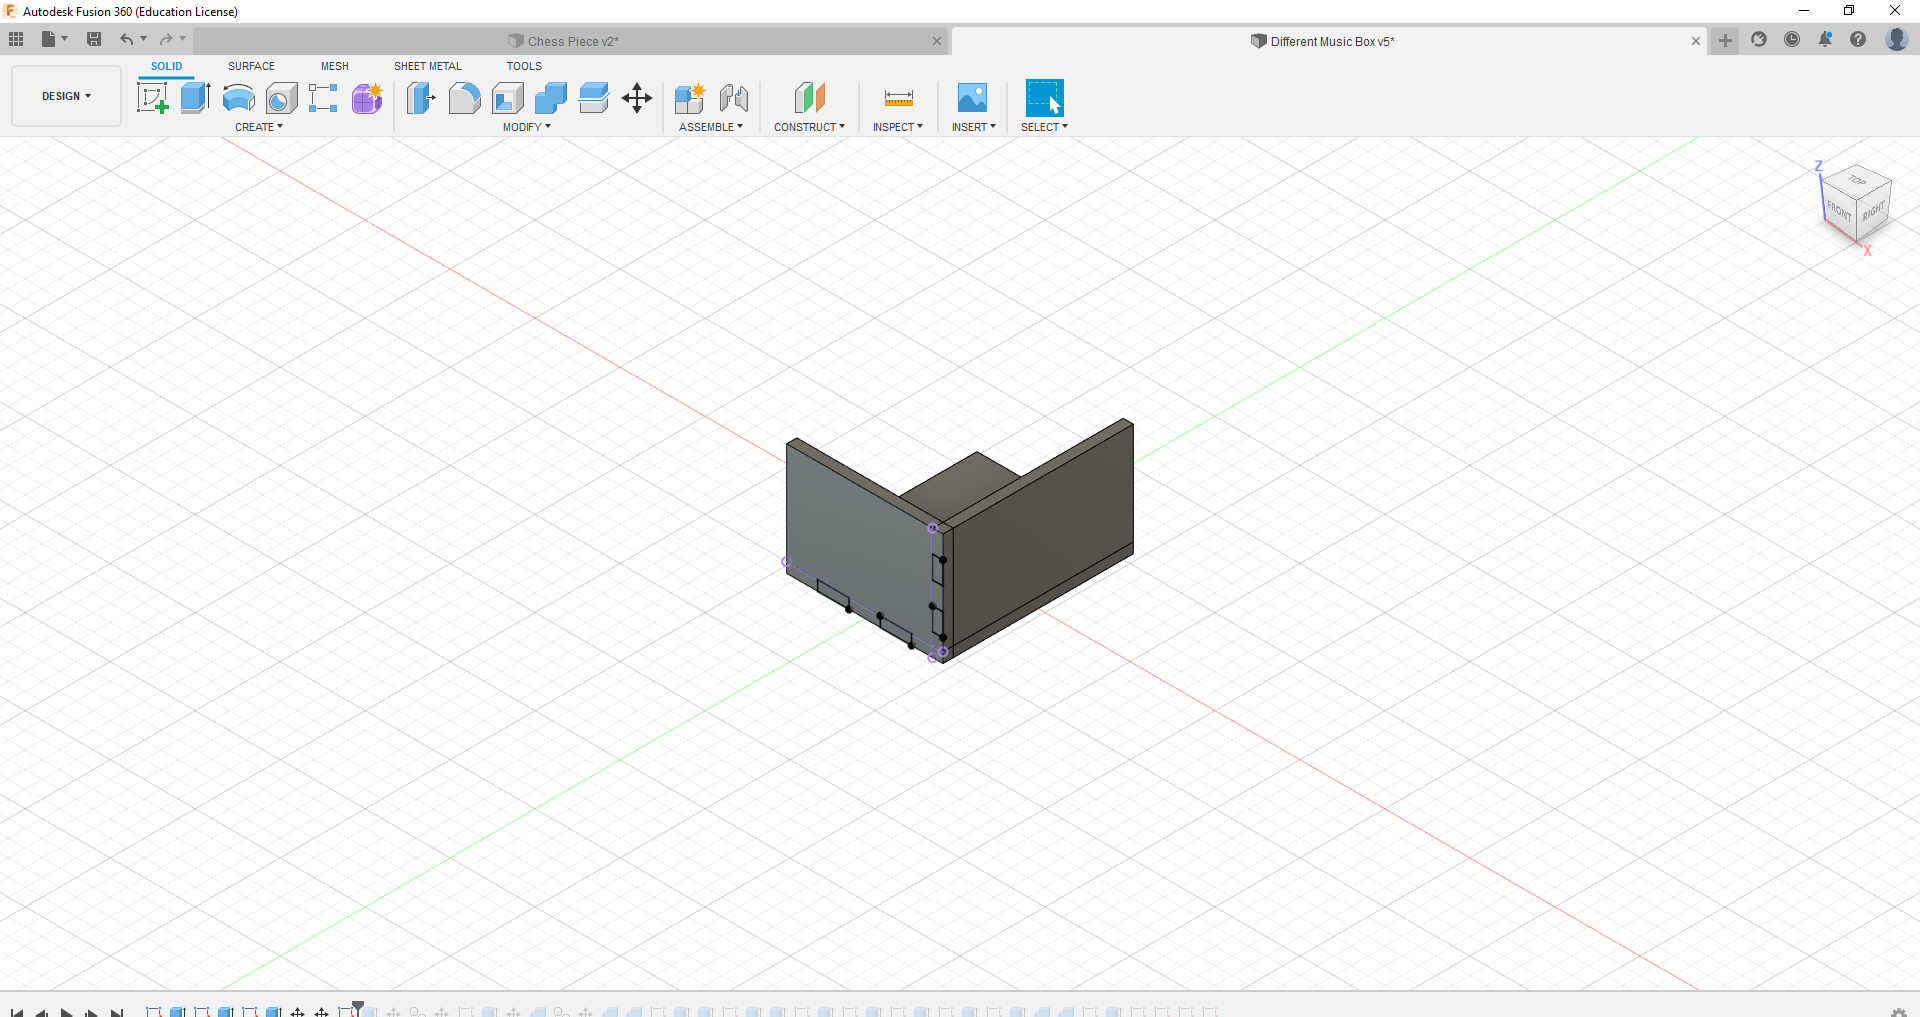 Autodesk Fusion 360 (Education License)
Chess Piece v2*
Different Music Box v5*
SOLID SURFACE MESH SHEET METAL TOOLS
DESIGN
CREATE MODIFY ASSEMBLE CONSTRUCT INSPECT INSERT SELECT
Z
TOP
FRONT RIGHT
X